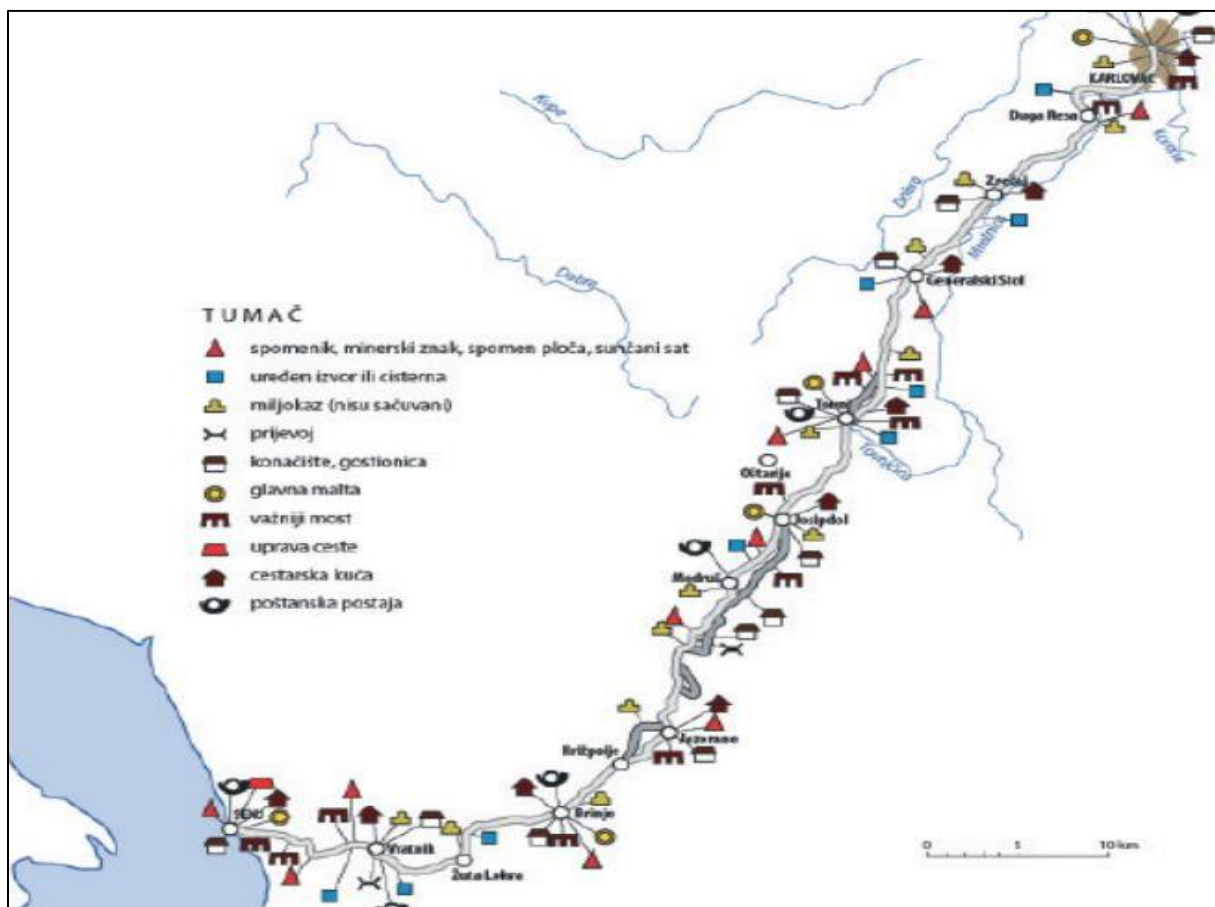 KARLOVAC
Duga Resa
Korana
Kupa
Dobra
Zvečaj
Mrežnica
Generalski Stol
Dobra
TUMAČ
spomenik, minerski znak, spomen ploča, sunčani sat
uređen izvor ili cisterna
miljokaz (nisu sačuvani)
prijevoj
konačište, gostionica
glavna malta
važniji most
uprava ceste
cestarska kuća
poštanska postaja
Tounj
Tounjčica
Oštarije
Josipdol
Modruš
Jezerane
Križpolje
Brinje
SENJ
Vratnik
Žuta Lokva
0 5 10 km